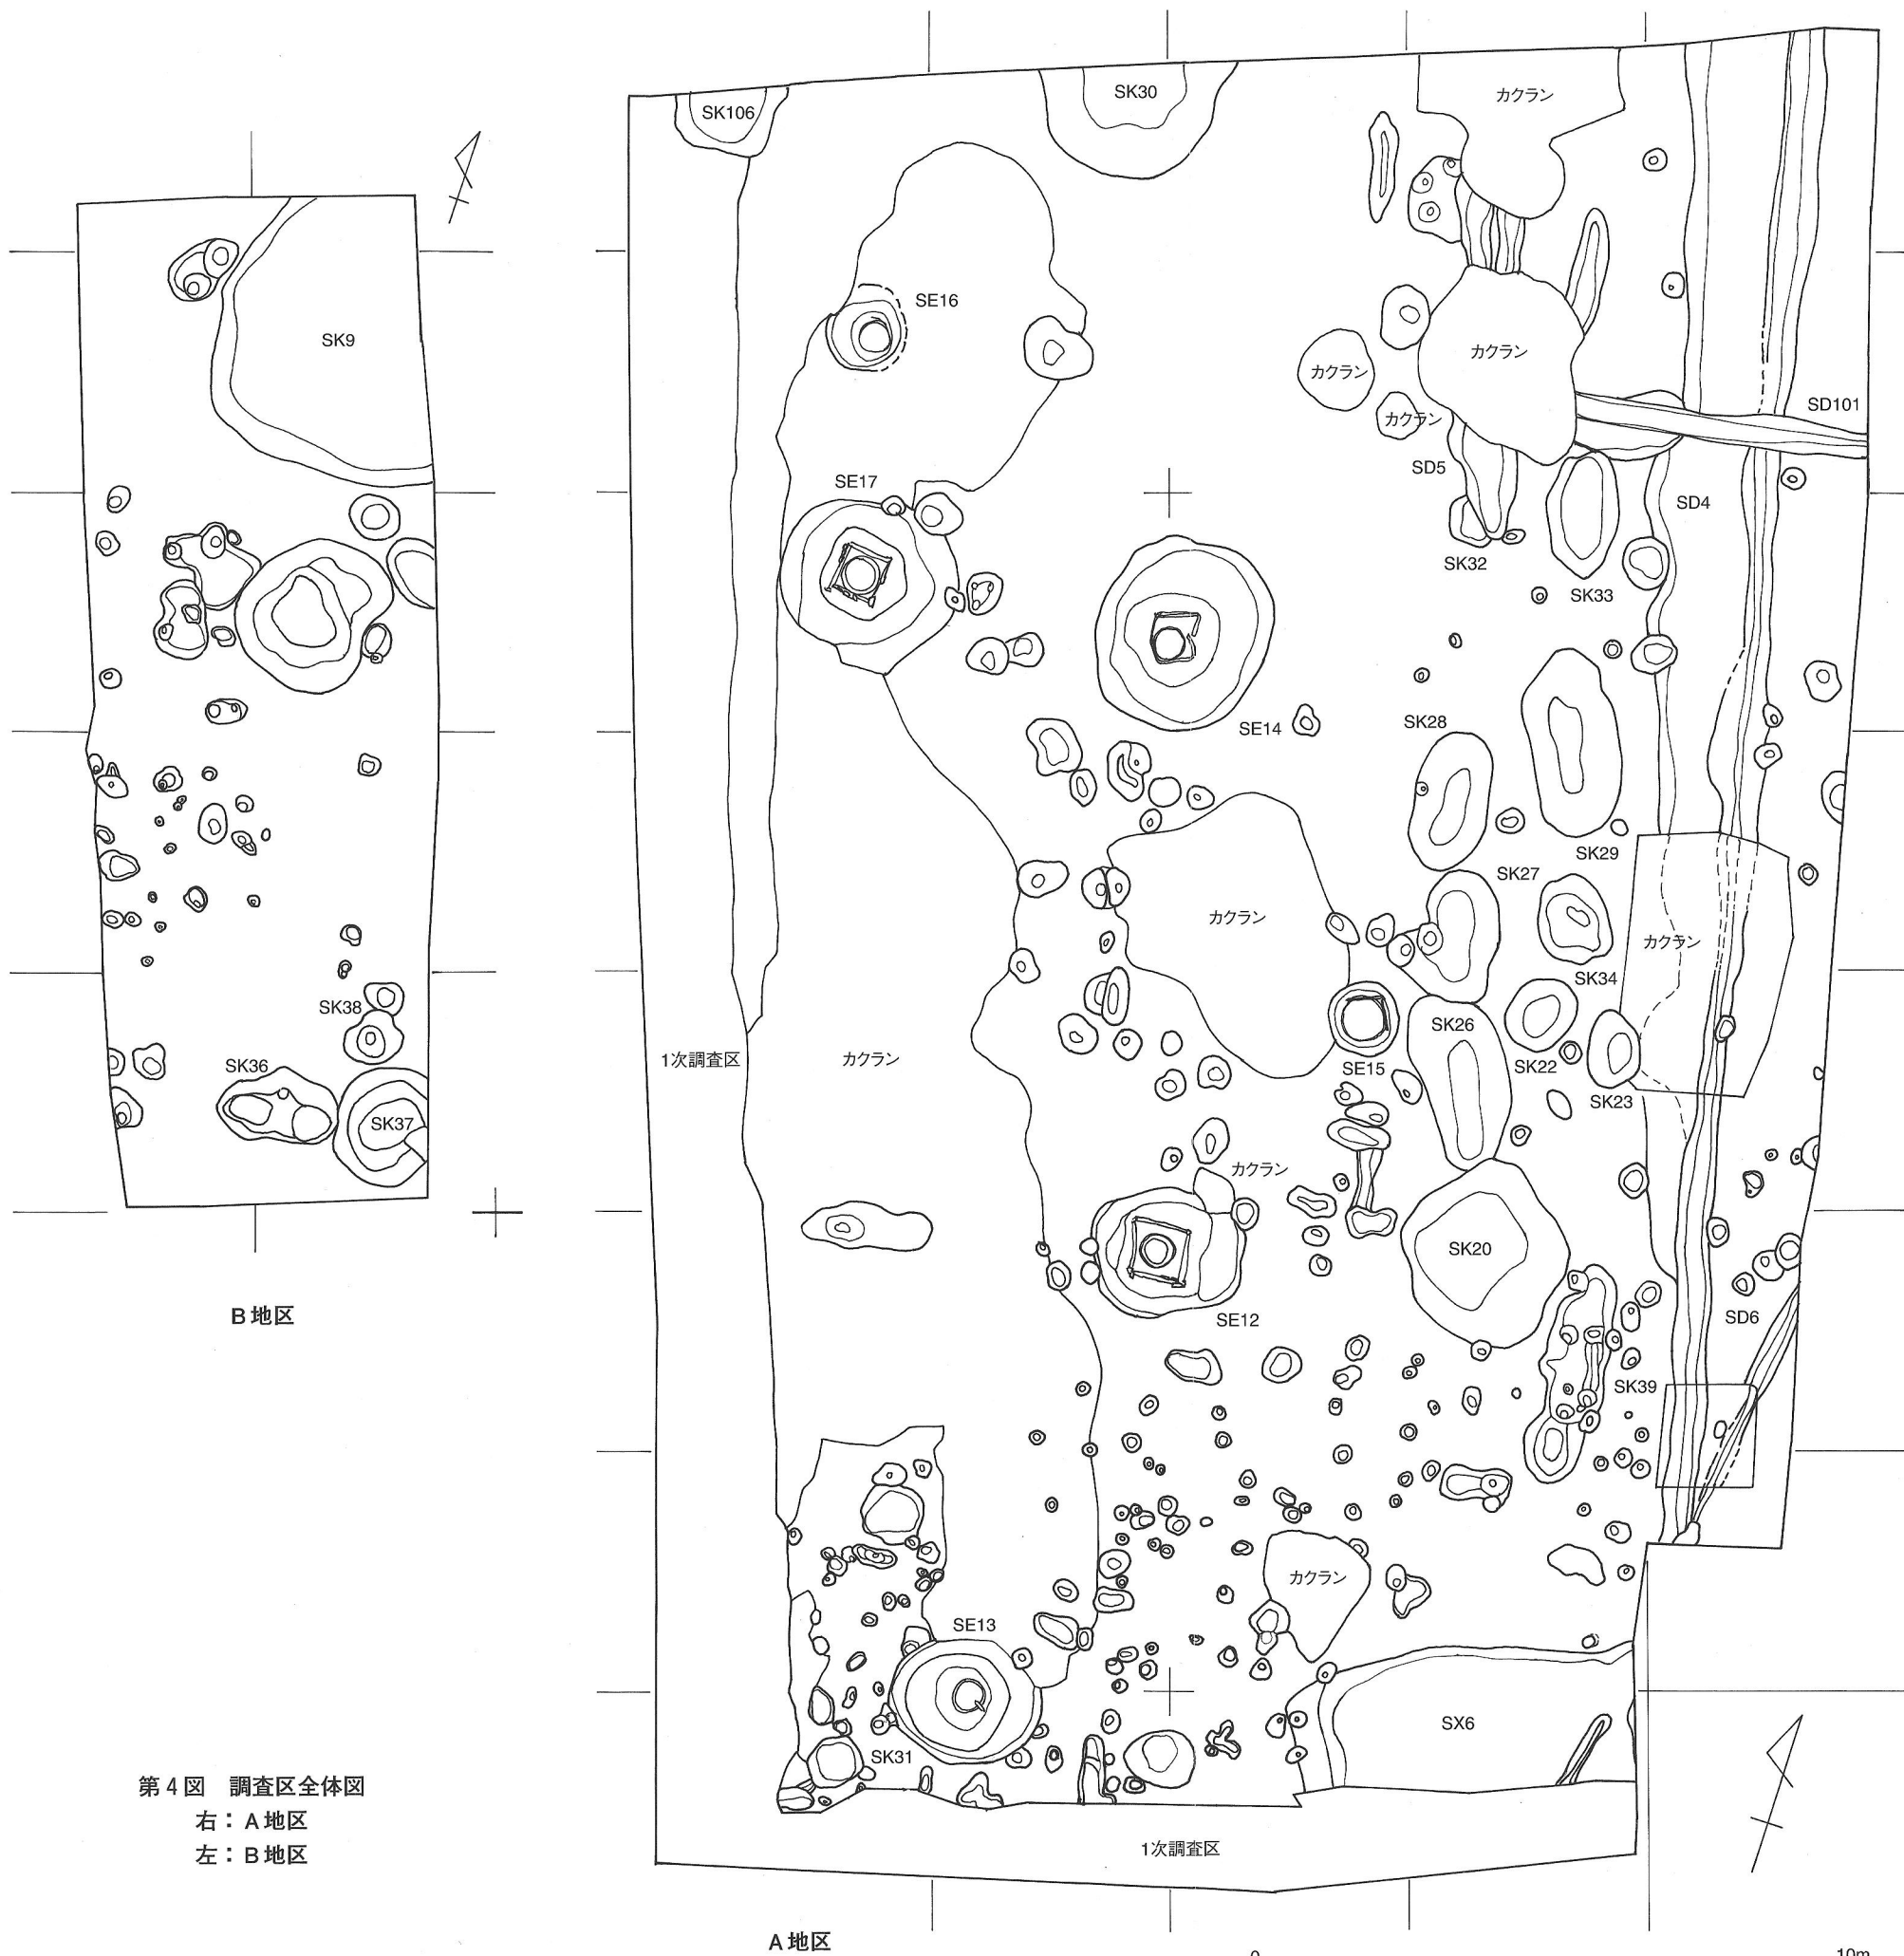 SK106
SK30
カクラン
SK9
SE16
カクラン
カクラン
カクラン
SD101
SE17
SD5
SD4
SK32
SK33
SE14
SK28
SK29
SK27
カクラン
カクラン
SK34
SK38
SK26
1次調査区
カクラン
SE15
SK22
SK36
SK23
SK37
カクラン
SK20
B地区
SE12
SD6
SK39
カクラン
SE13
SX6
SK31
第4図 調査区全体図
右：A地区
左：B地区
1次調査区
A地区
0
10m